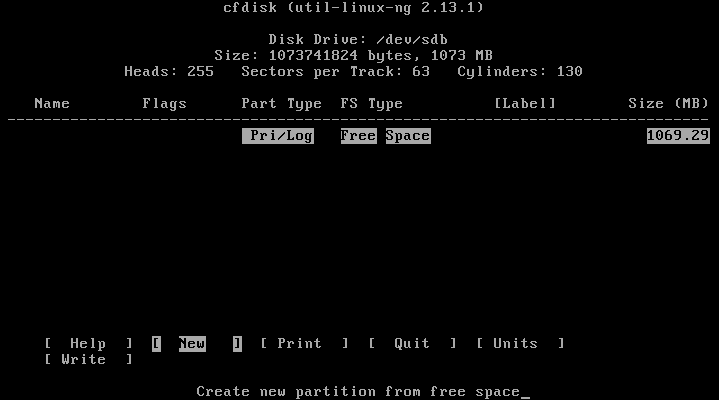 cfdisk (util-linux-ng 2.13.1)
Disk Drive: /dev/sdb
Size: 1073741824 bytes, 1073 MB
Heads: 255   Sectors per Track: 63   Cylinders: 130
Name        Flags      Part Type  FS Type          [Label]        Size (MB)
------------------------------------------------------------------------------
Pri/Log   Free Space                        1069.29
[  Help  ]  [  New   ]  [ Print  ]  [  Quit  ]  [ Units  ]
[ Write  ]
Create new partition from free space_